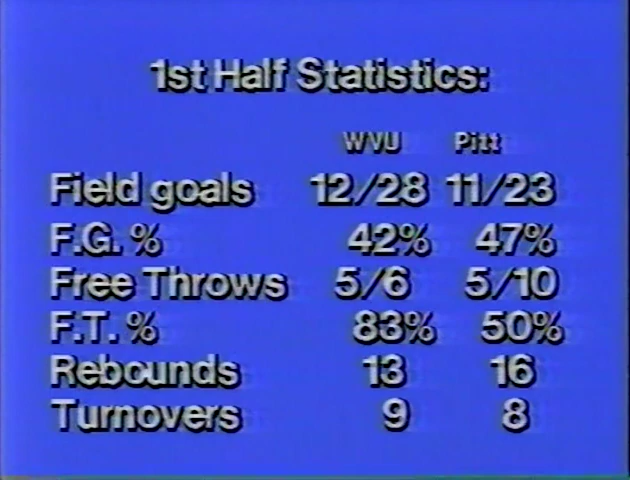 1st Half Statistics:
WVU Pitt
Field goals 12/28 11/23
F.G. % 42% 47%
Free Throws 5/6 5/10
F.T. % 83% 50%
Rebounds 13 16
Turnovers 9 8